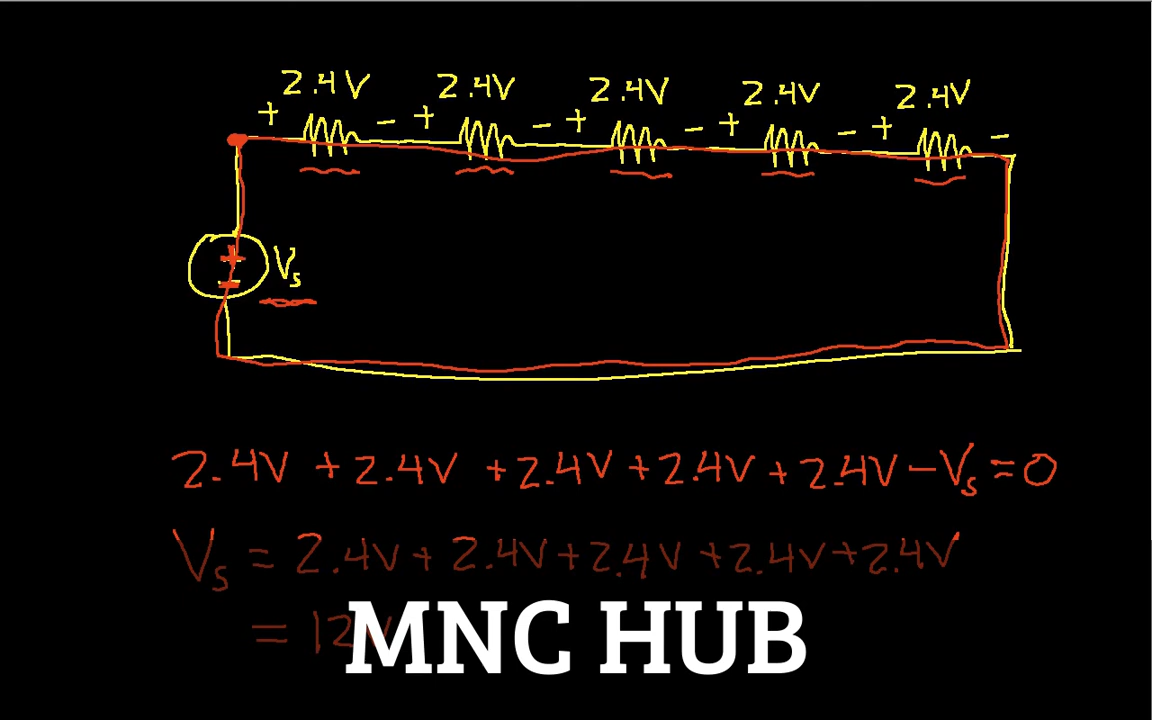 2.4V 2.4V 2.4V 2.4V 2.4V
+ - + - + - + - + -
+
- Vs
2.4V + 2.4V + 2.4V + 2.4V + 2.4V - Vs = 0
Vs = 2.4V + 2.4V + 2.4V + 2.4V + 2.4V
= 12V
MNC HUB